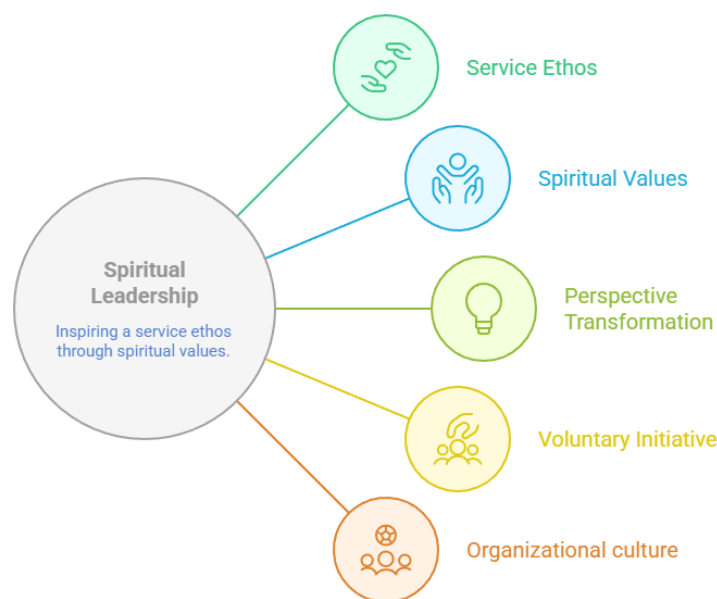 Service Ethos
Spiritual Values
Spiritual
Leadership
Inspiring a service ethos
through spiritual values.
Perspective
Transformation
Voluntary Initiative
Organizational culture